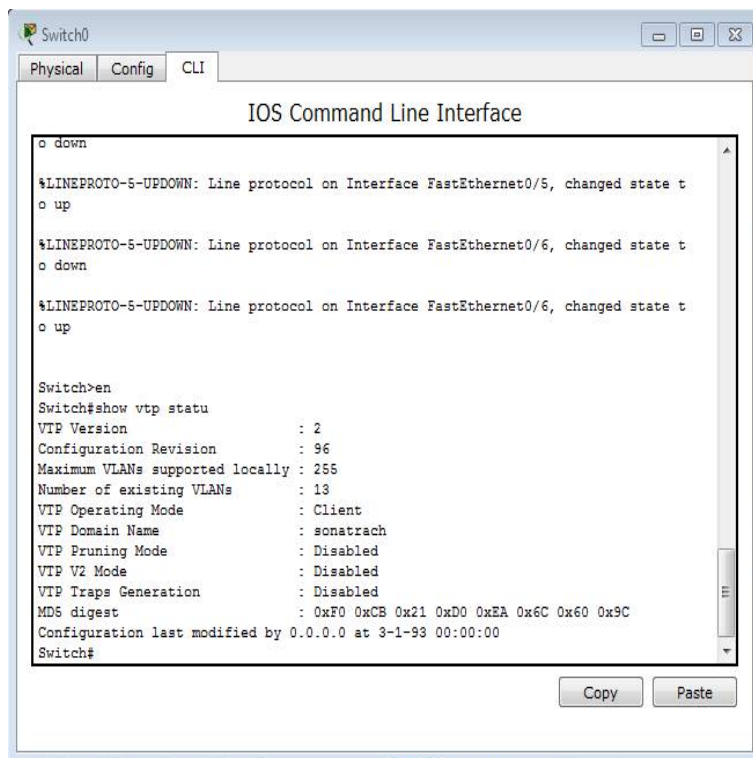 Switch0
Physical Config CLI
IOS Command Line Interface
o down
%LINEPROTO-5-UPDOWN: Line protocol on Interface FastEthernet0/5, changed state t
o up
%LINEPROTO-5-UPDOWN: Line protocol on Interface FastEthernet0/6, changed state t
o down
%LINEPROTO-5-UPDOWN: Line protocol on Interface FastEthernet0/6, changed state t
o up
Switch>en
Switch#show vtp statu
VTP Version : 2
Configuration Revision : 96
Maximum VLANs supported locally : 255
Number of existing VLANs : 13
VTP Operating Mode : Client
VTP Domain Name : sonatrach
VTP Pruning Mode : Disabled
VTP V2 Mode : Disabled
VTP Traps Generation : Disabled
MD5 digest : 0xF0 0xCB 0x21 0xD0 0xEA 0x6C 0x60 0x9C
Configuration last modified by 0.0.0.0 at 3-1-93 00:00:00
Switch#
Copy Paste